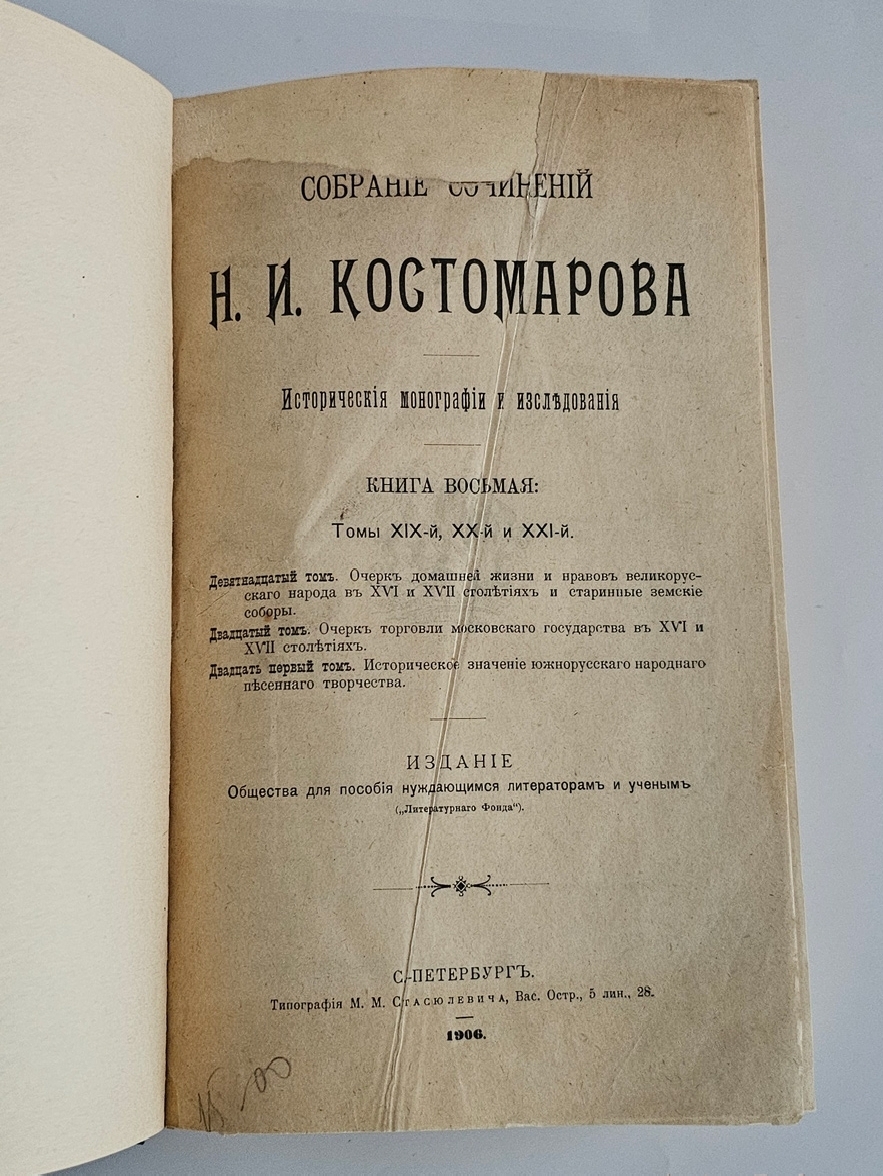 СОБРАНІЕ СОЧИНЕНІЙ
Н. И. КОСТОМАРОВА
Историческія монографіи и изслѣдованія
КНИГА ВОСЬМАЯ:
Томы XIX-й, XX-й и XXI-й.
Девятнадцатый томъ. Очеркъ домашней жизни и нравовъ великорус-
скаго народа въ XVI и XVII столѣтіяхъ и старинные земскіе
соборы.
Двадцатый томъ. Очеркъ торговли московскаго государства въ XVI и
XVII столѣтіяхъ.
Двадцать первый томъ. Историческое значеніе южнорусскаго народнаго
пѣсеннаго творчества.
ИЗДАНІЕ
Общества для пособія нуждающимся литераторамъ и ученымъ
(„Литературнаго Фонда“).
С.-ПЕТЕРБУРГЪ.
Типографія М. М. Стасюлевича, Вас. Остр., 5 лин., 28.
1906.